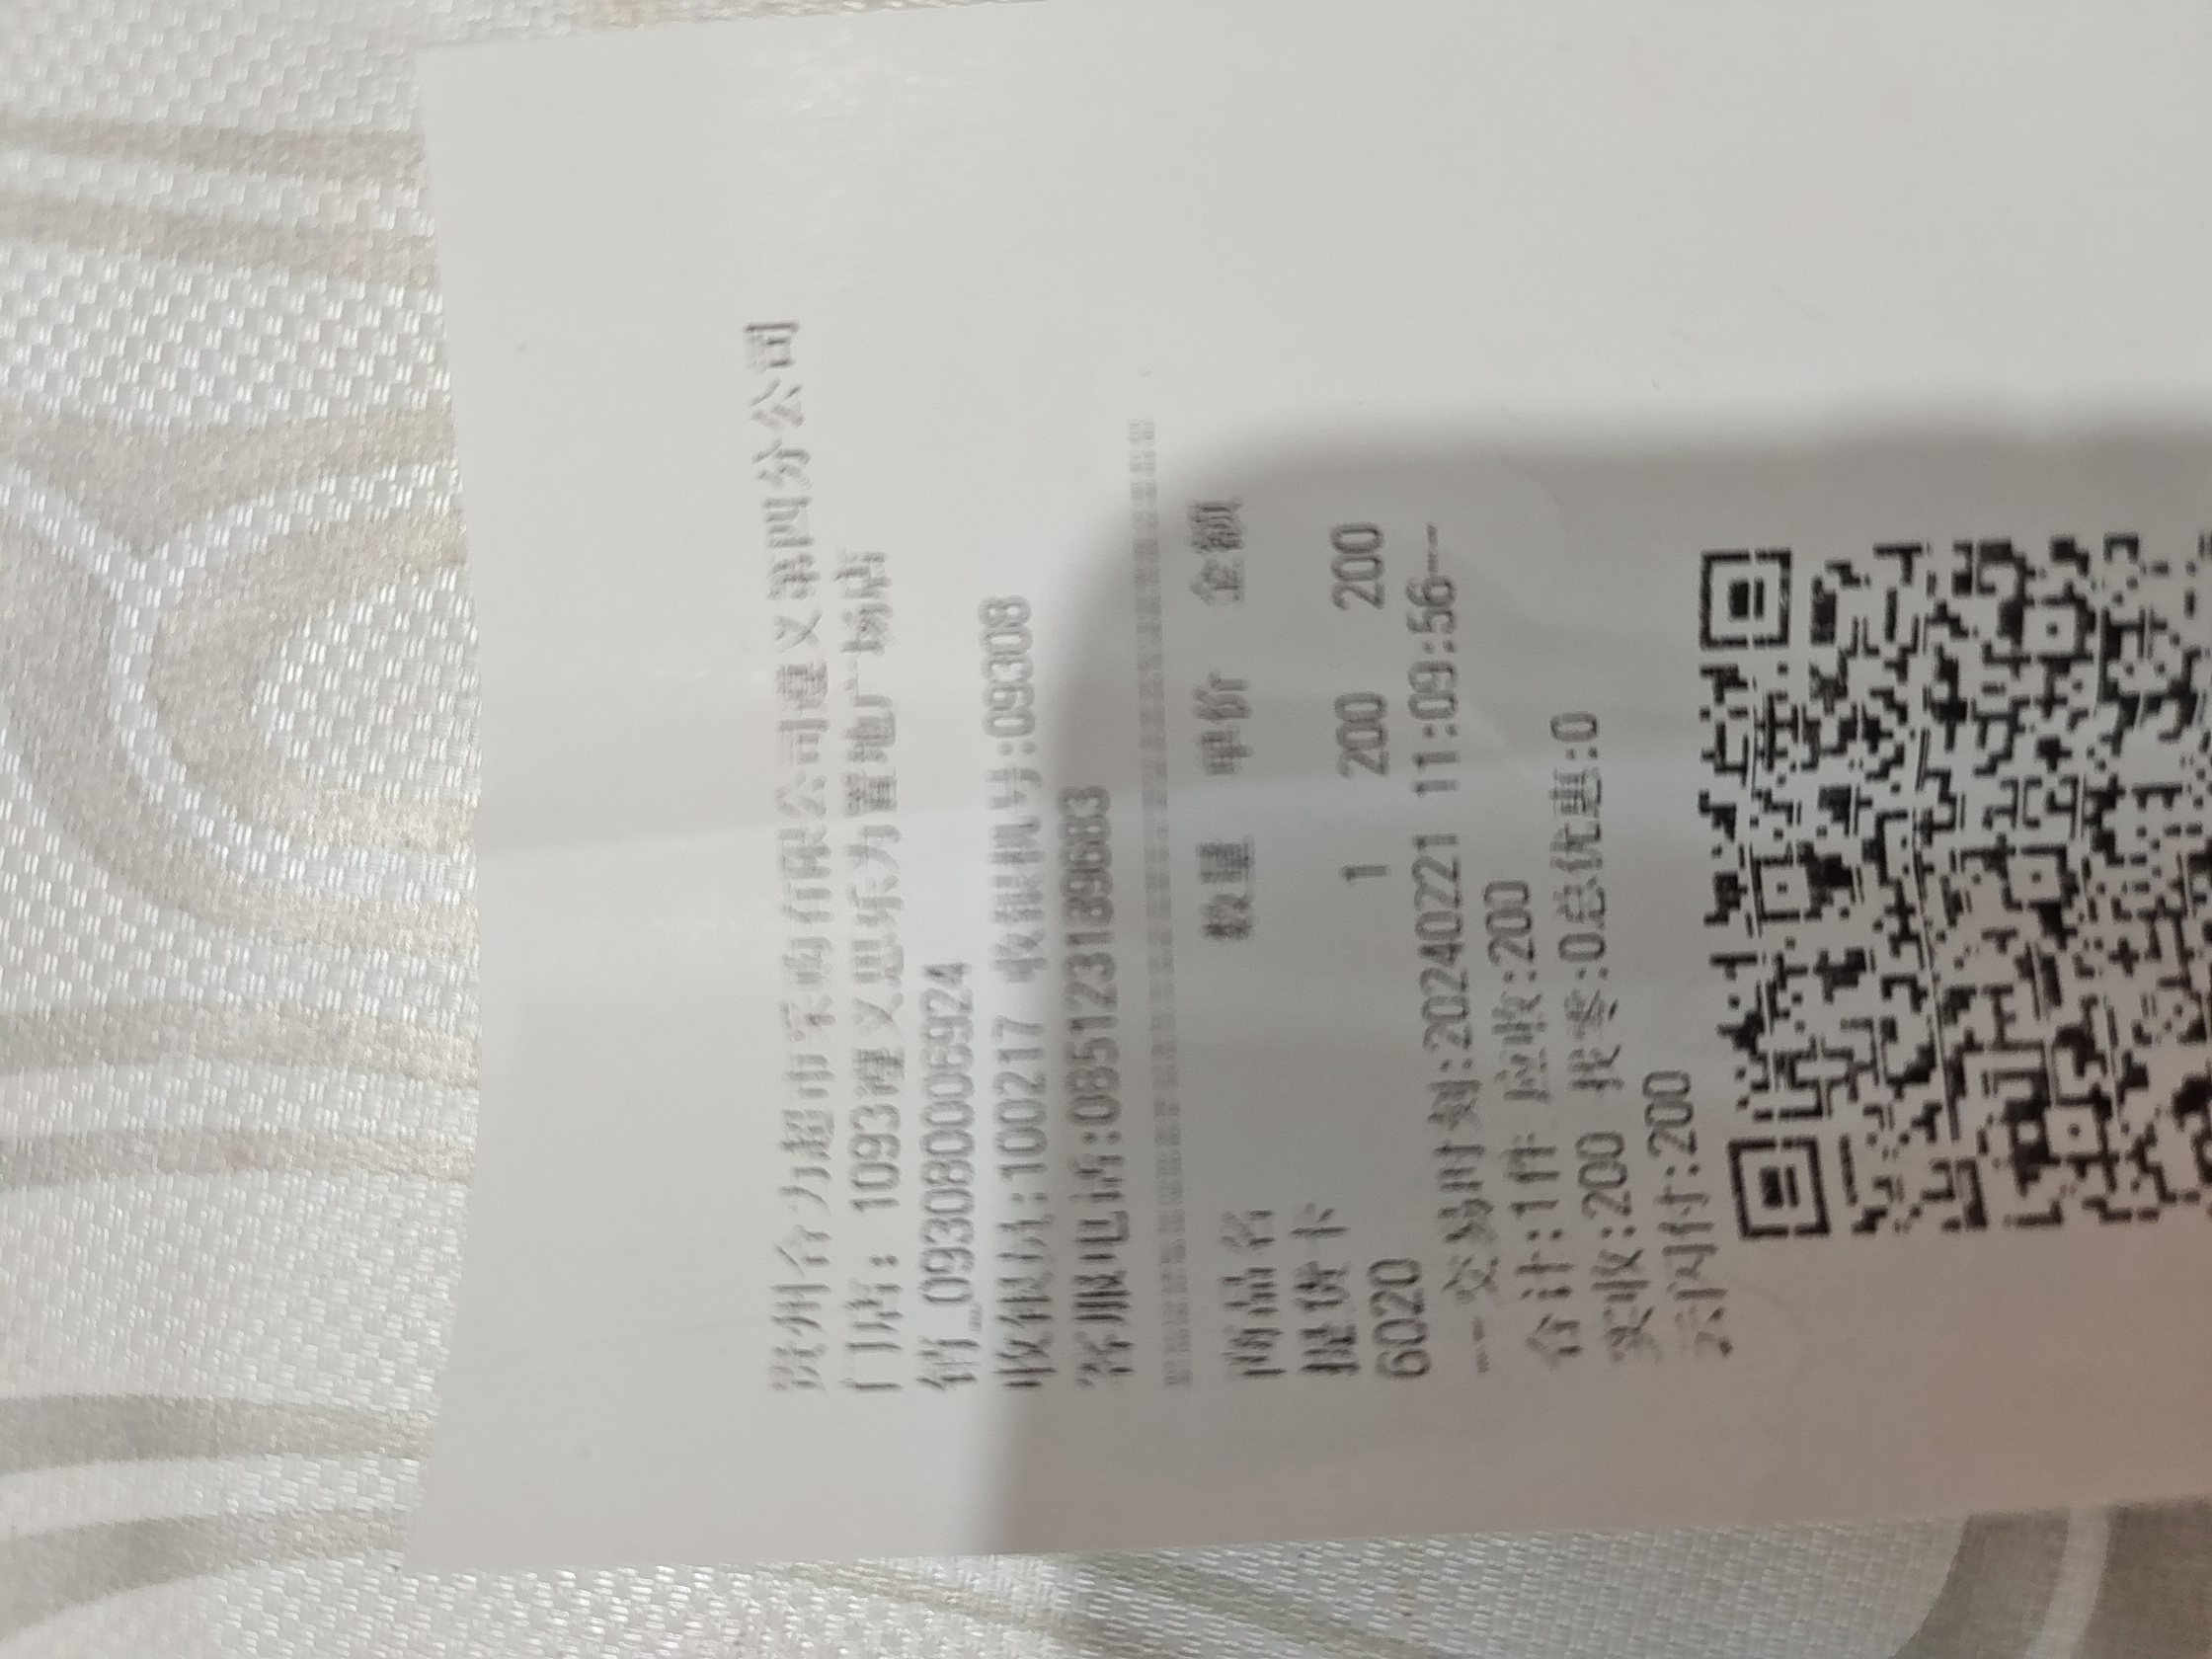 贵州合力超市采购有限公司遵义第四分公司
门店：1093遵义思乐为置地广场店
销_093080006924
收银员:100217 收银机号:09308
客服电话:085123189683
商品名 数量 单价 金额
提货卡 1 200 200
6020
--交易时刻:20240221 11:09:56--
合计:1件 应收:200
实收:200 找零:0总优惠:0
云闪付:200